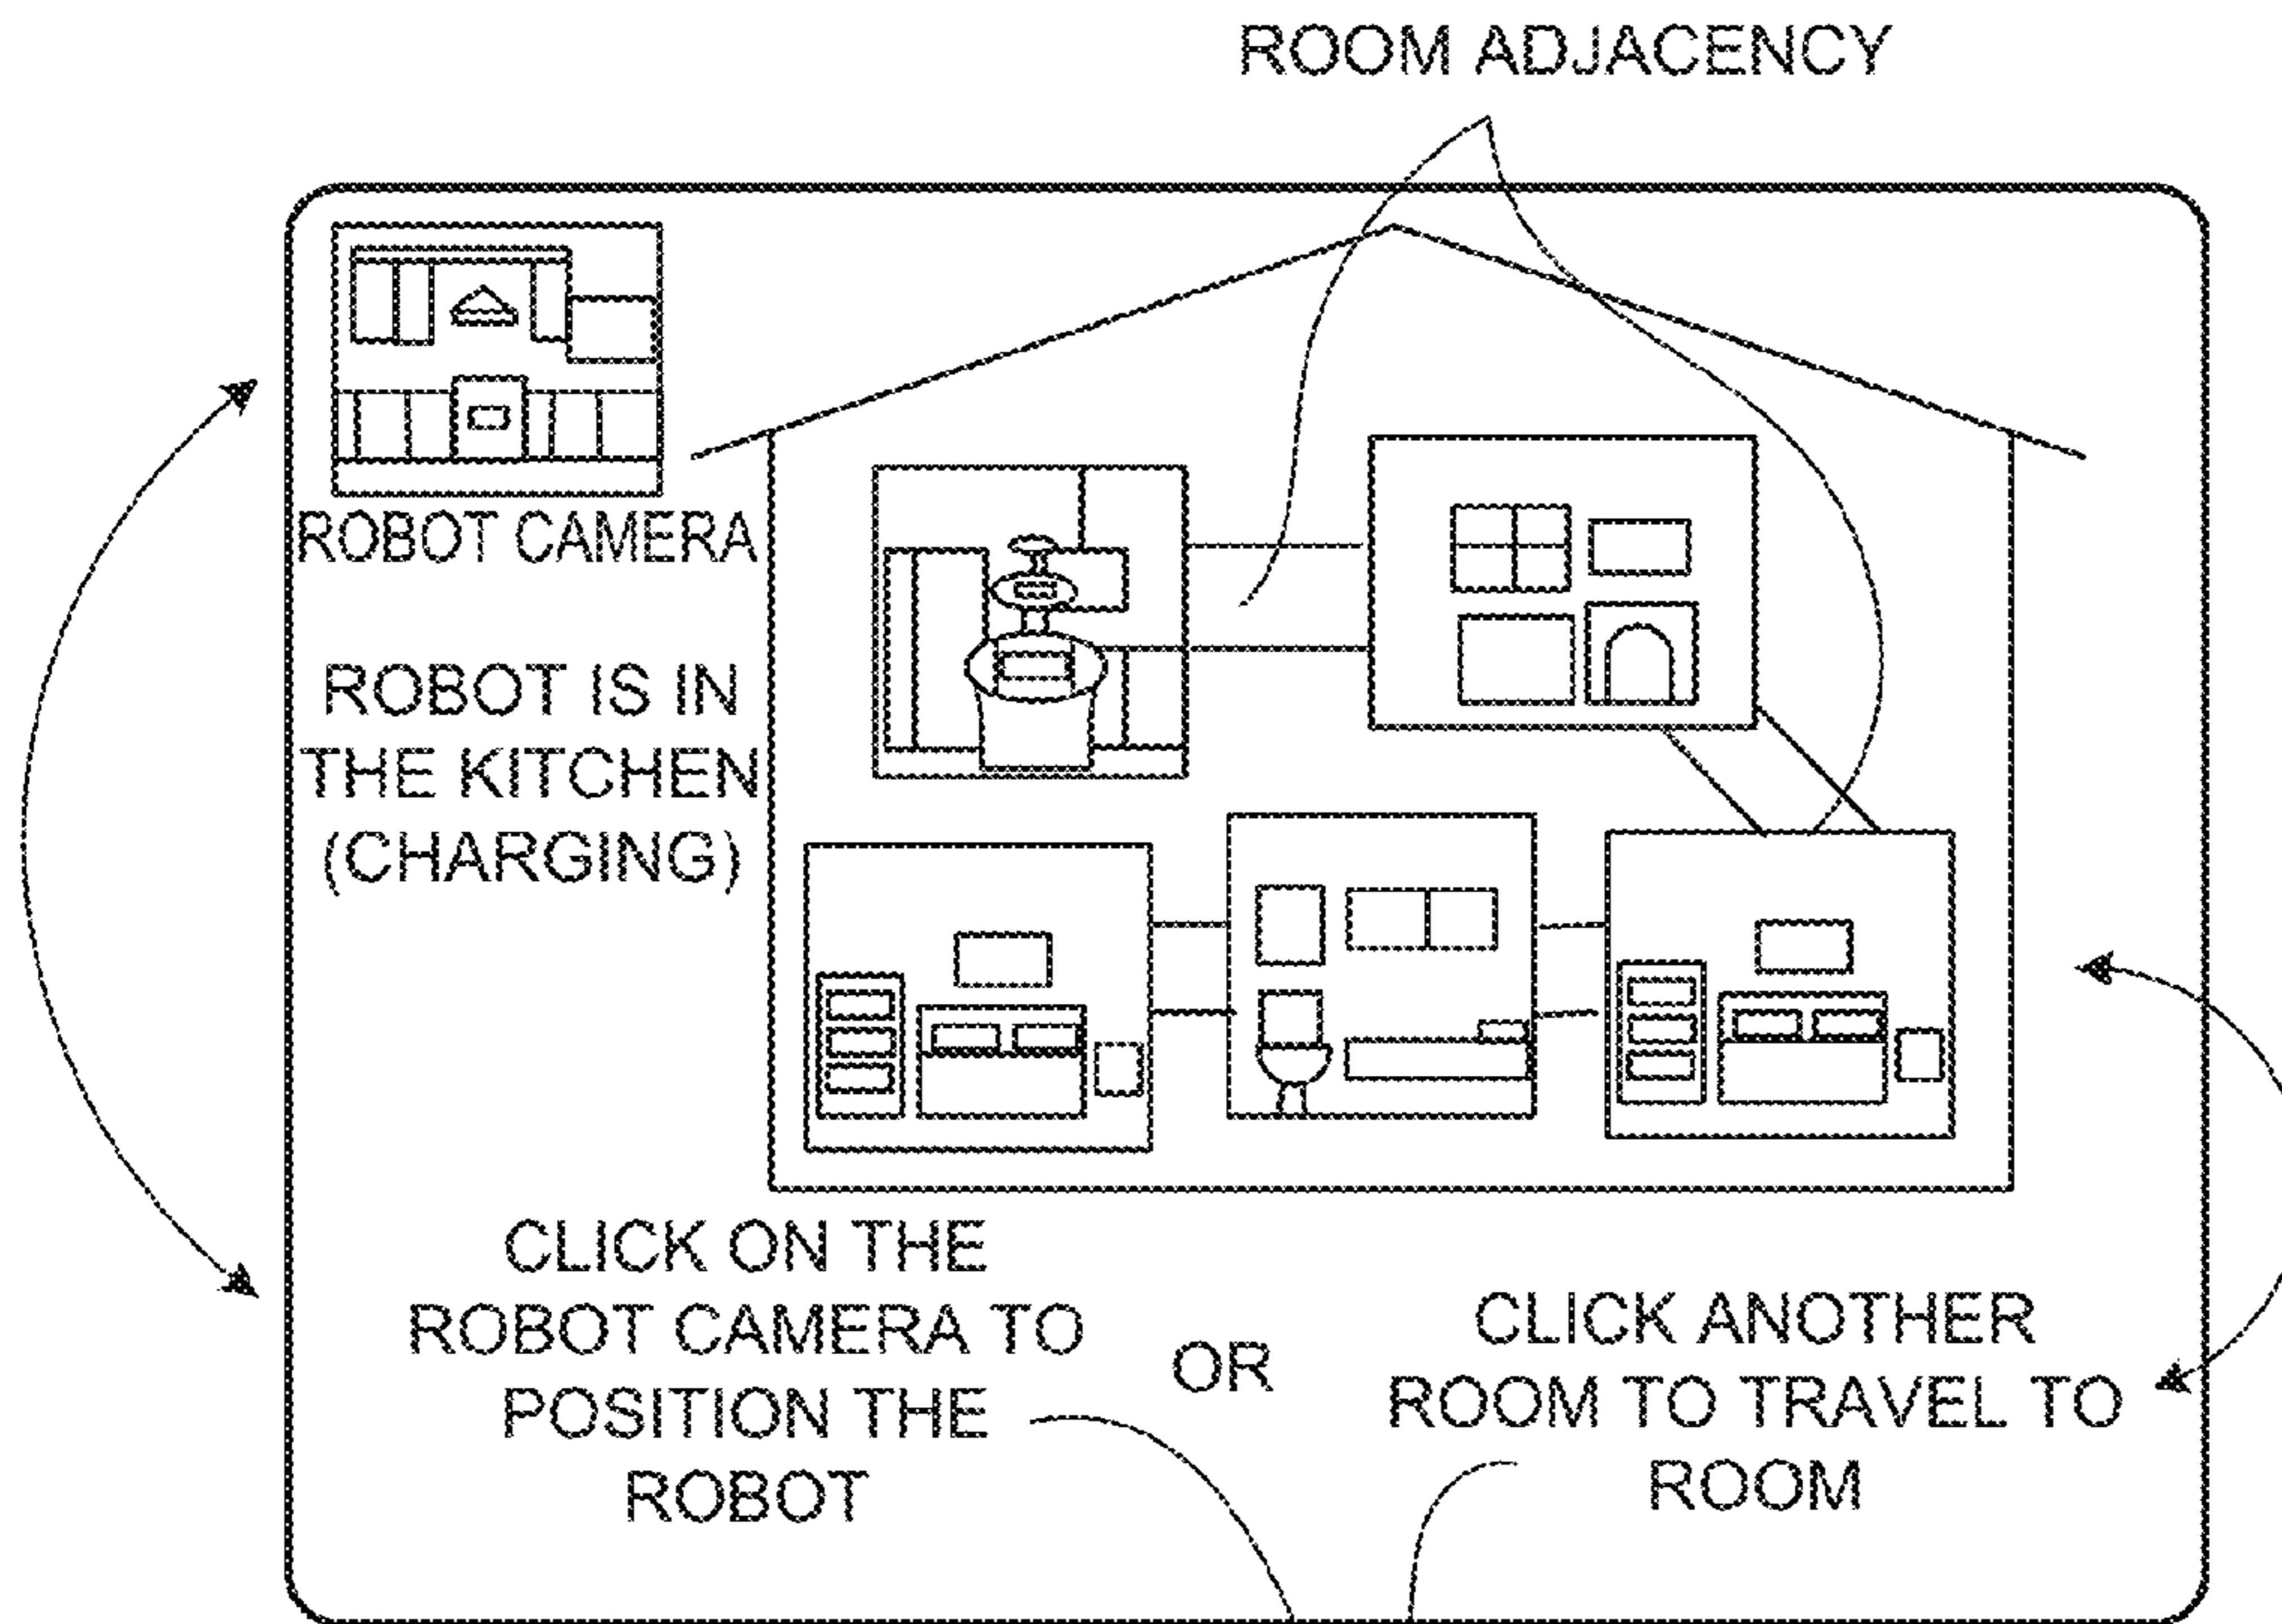 ROOM ADJACENCY
ROBOT CAMERA
ROBOT IS IN
THE KITCHEN
(CHARGING)
CLICK ON THE
ROBOT CAMERA TO
POSITION THE
ROBOT
OR
CLICK ANOTHER
ROOM TO TRAVEL TO
ROOM